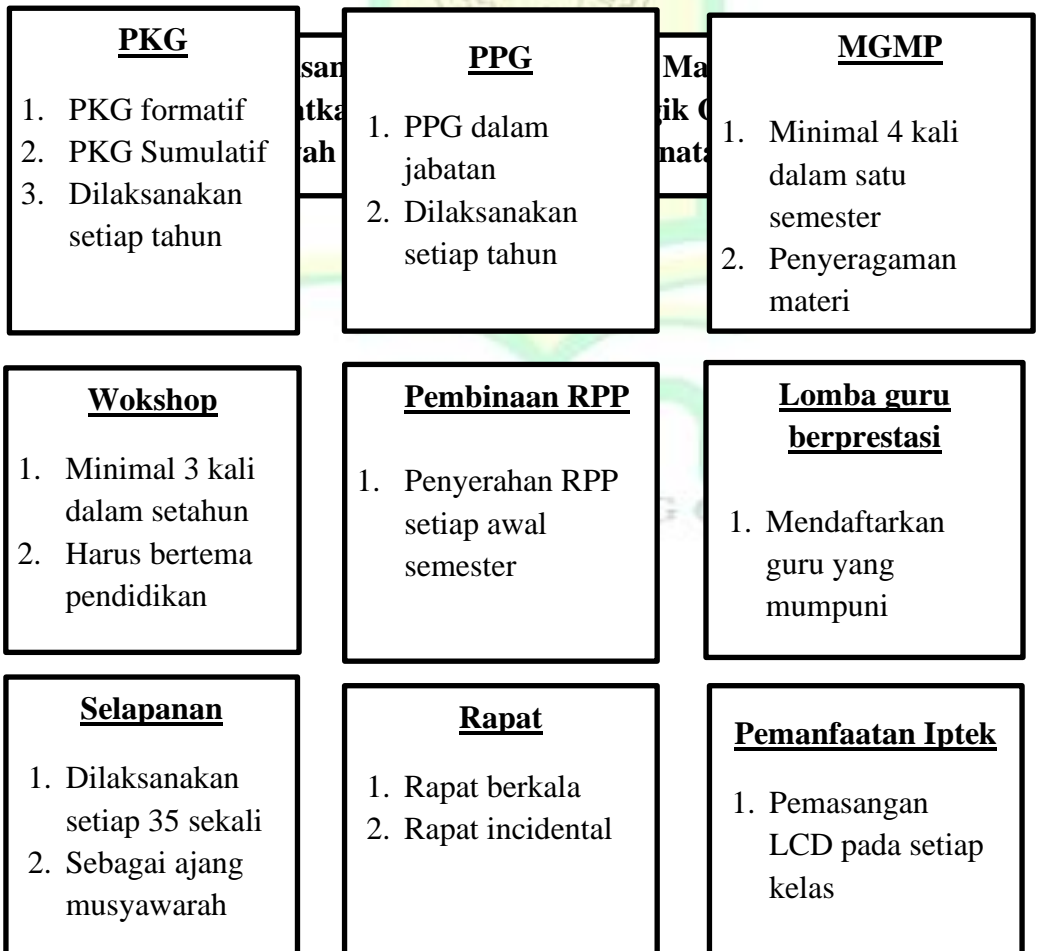 PKG
1. PKG formatif
2. PKG Sumulatif
3. Dilaksanakan
setiap tahun
PPG
1. PPG dalam
jabatan
2. Dilaksanakan
setiap tahun
MGMP
1. Minimal 4 kali
dalam satu
semester
2. Penyeragaman
materi
Wokshop
1. Minimal 3 kali
dalam setahun
2. Harus bertema
pendidikan
Pembinaan RPP
1. Penyerahan RPP
setiap awal
semester
Lomba guru
berprestasi
1. Mendaftarkan
guru yang
mumpuni
Selapanan
1. Dilaksanakan
setiap 35 sekali
2. Sebagai ajang
musyawarah
Rapat
1. Rapat berkala
2. Rapat incidental
Pemanfaatan Iptek
1. Pemasangan
LCD pada setiap
kelas